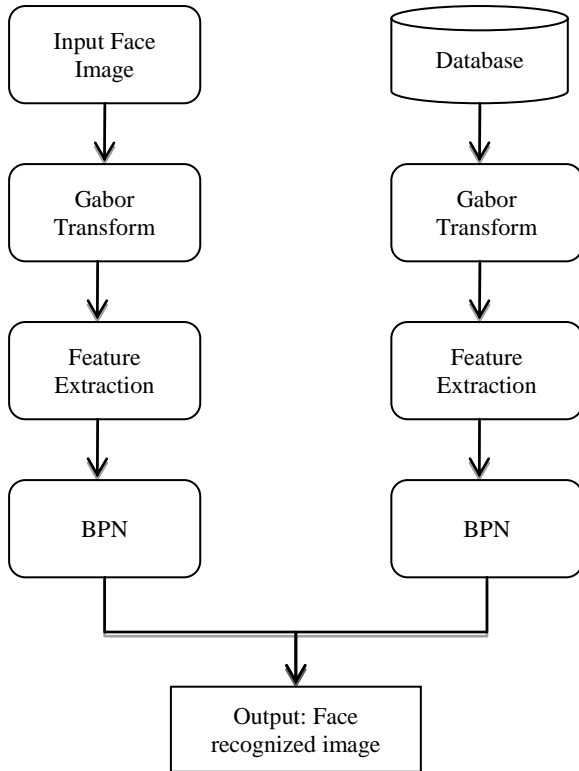 Input Face
Image
Database
Gabor
Transform
Gabor
Transform
Feature
Extraction
Feature
Extraction
BPN
BPN
Output: Face
recognized image